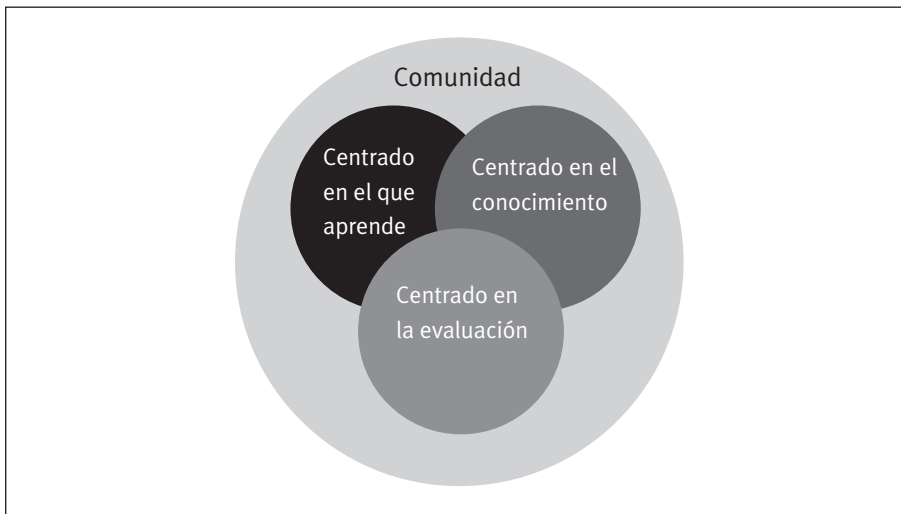 Comunidad
Centrado
en el que
aprende
Centrado en el
conocimiento
Centrado en
la evaluación